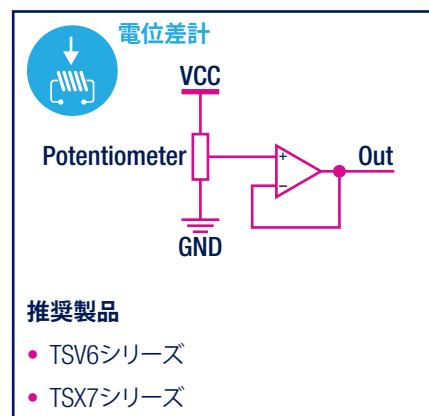 電位差計
VCC
Potentiometer
+
Out
−
GND
推奨製品
• TSV6シリーズ
• TSX7シリーズ